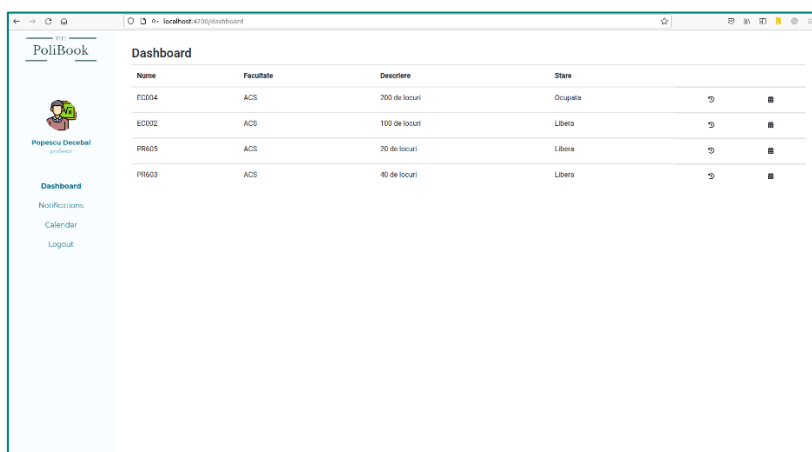 localhost:4200/dashboard
THE
PoliBook
Popescu Decebal
profesor
Dashboard
Notifications
Calendar
Logout
Dashboard
Nume Facultate Descriere Stare
EC004 ACS 200 de locuri Ocupata
EC002 ACS 100 de locuri Libera
PR605 ACS 20 de locuri Libera
PR603 ACS 40 de locuri Libera